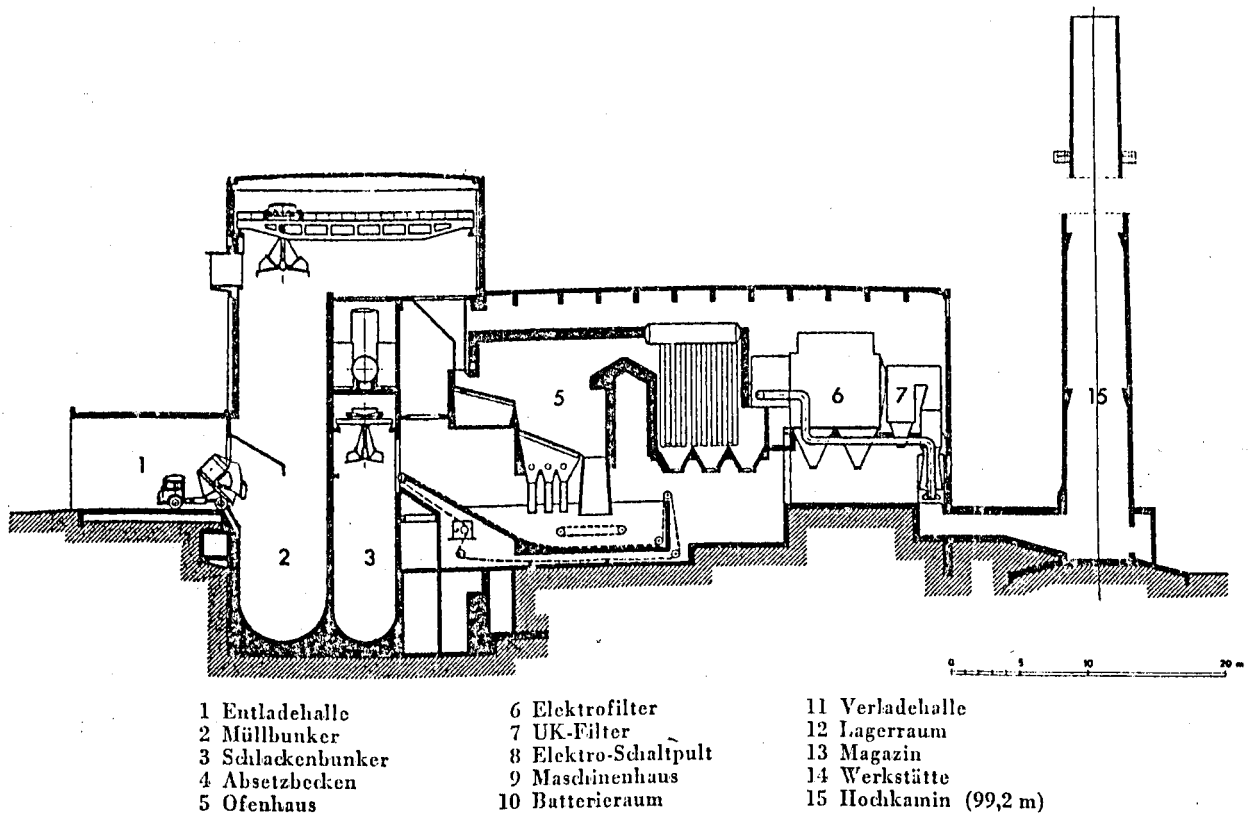 1
2
3
5
6
7
15
0 5 10 20 m
1 Entladehalle
2 Müllbunker
3 Schlackenbunker
4 Absetzbecken
5 Ofenhaus
6 Elektrofilter
7 UK-Filter
8 Elektro-Schaltpult
9 Maschinenhaus
10 Batterieraum
11 Verladehalle
12 Lagerraum
13 Magazin
14 Werkstätte
15 Hochkamin (99,2 m)